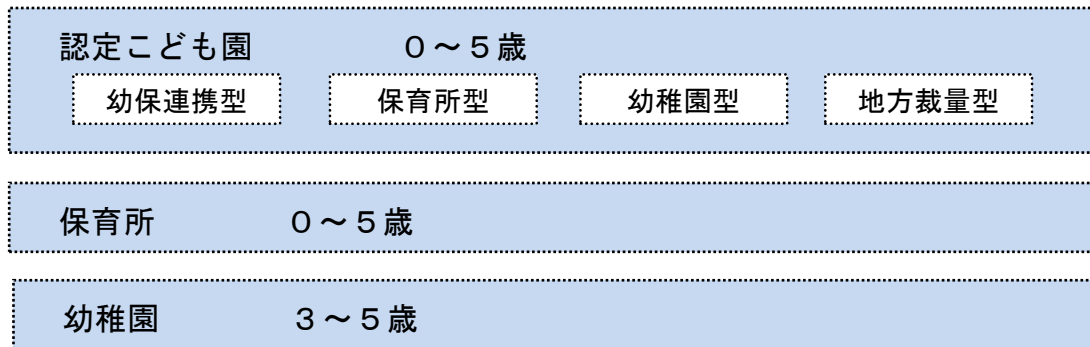 認定こども園　　０～５歳
幼保連携型　保育所型　幼稚園型　地方裁量型
保育所　　０～５歳
幼稚園　　３～５歳